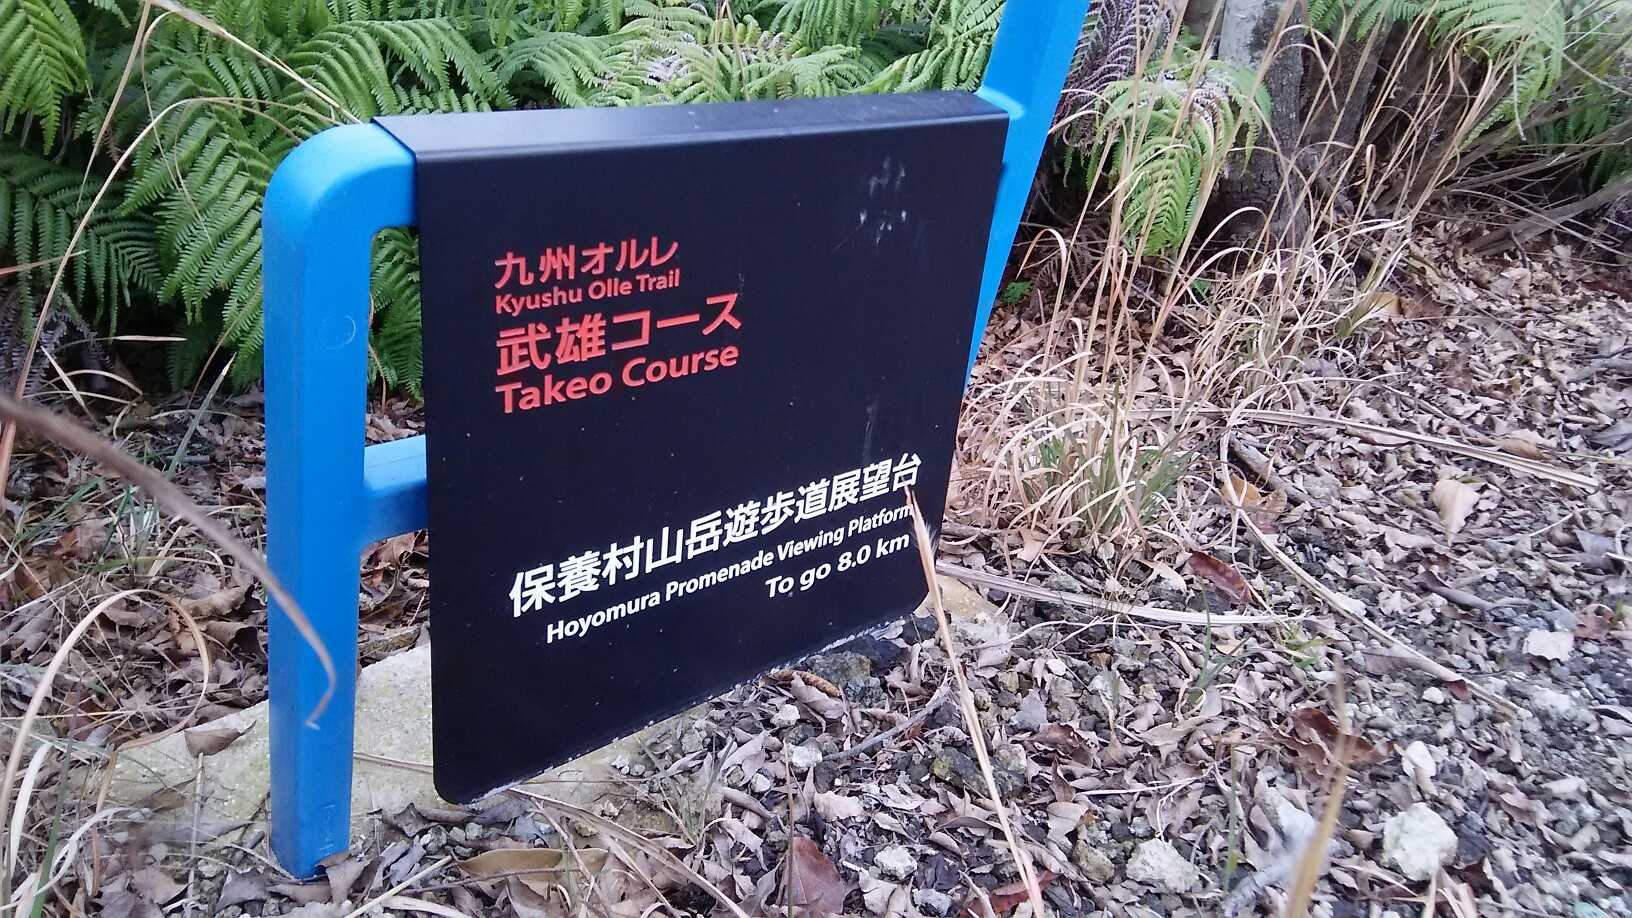 九州オルレ
Kyushu Olle Trail
武雄コース
Takeo Course
保養村山岳遊歩道展望台
Hoyomura Promenade Viewing Platform
To go 8.0 km